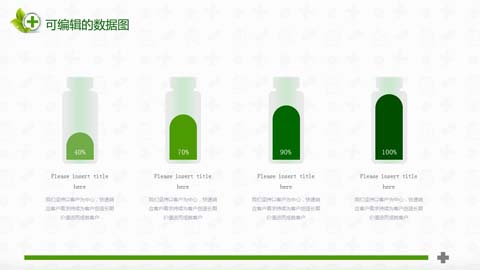 可编辑的数据图
40%
70%
90%
100%
Please insert title
here
Please insert title
here
Please insert title
here
Please insert title
here
我们坚持以客户为中心，快速响
应客户需求持续为客户创造长期
价值进而成就客户
我们坚持以客户为中心，快速响
应客户需求持续为客户创造长期
价值进而成就客户
我们坚持以客户为中心，快速响
应客户需求持续为客户创造长期
价值进而成就客户
我们坚持以客户为中心，快速响
应客户需求持续为客户创造长期
价值进而成就客户